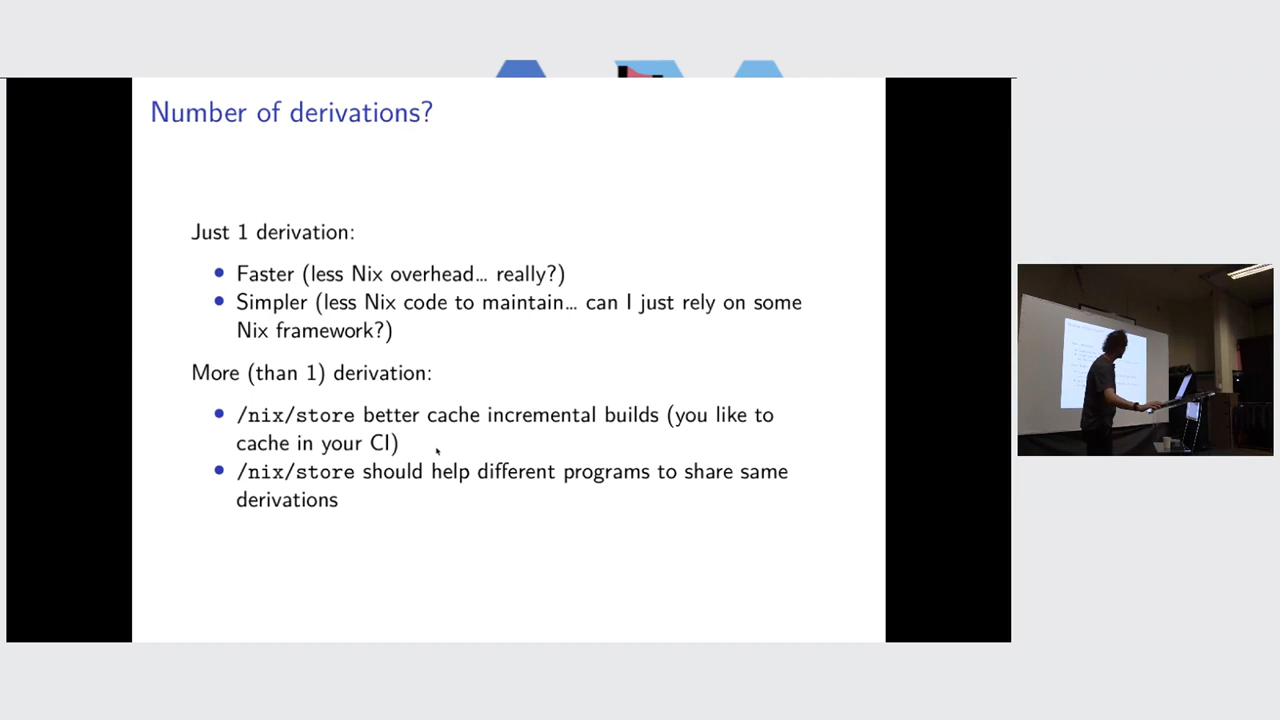 Number of derivations?
Just 1 derivation:
• Faster (less Nix overhead... really?)
• Simpler (less Nix code to maintain... can I just rely on some
Nix framework?)
More (than 1) derivation:
• /nix/store better cache incremental builds (you like to
cache in your CI)
• /nix/store should help different programs to share same
derivations